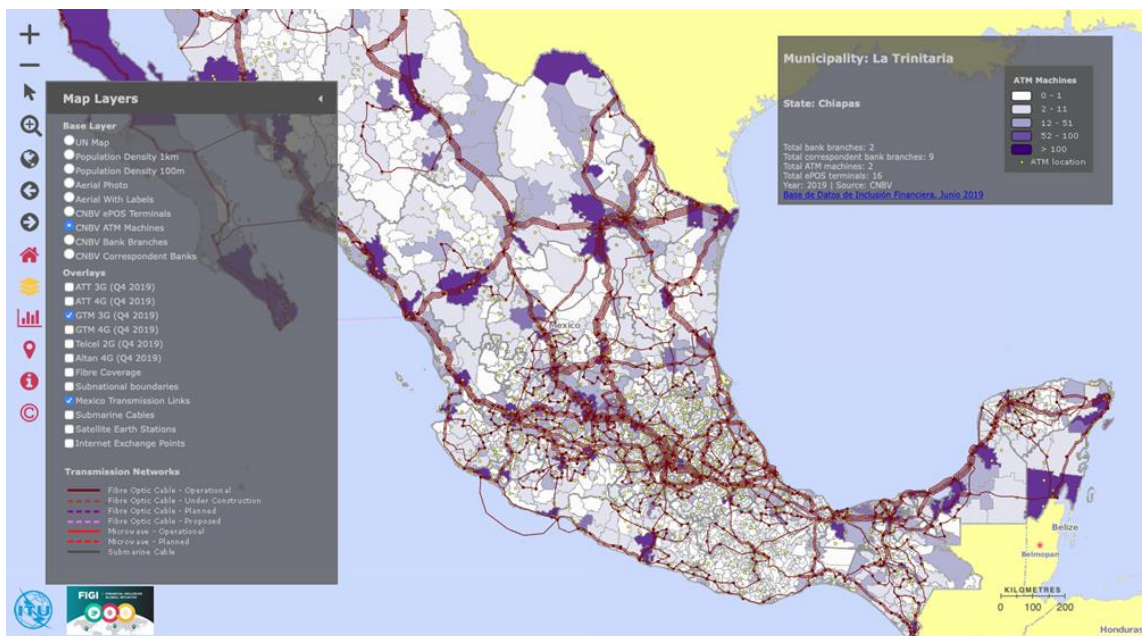 Map Layers
Base Layer
UN Map
Population Density 1km
Population Density 100m
Aerial Photo
Aerial With Labels
CNBV ePOS Terminals
CNBV ATM Machines
CNBV Bank Branches
CNBV Correspondent Banks
Overlays
ATT 3G (Q4 2019)
ATT 4G (Q4 2019)
GTM 3G (Q4 2019)
GTM 4G (Q4 2019)
Telcel 2G (Q4 2019)
Altan 4G (Q4 2019)
Fibre Coverage
Subnational boundaries
Mexico Transmission Links
Submarine Cables
Satellite Earth Stations
Internet Exchange Points
Transmission Networks
Fibre Optic Cable - Operational
Fibre Optic Cable - Under Construction
Fibre Optic Cable - Planned
Fibre Optic Cable - Proposed
Microwave - Operational
Microwave - Planned
Submarine Cable
ITU
FIGI
FINANCIAL INCLUSION
GLOBAL INITIATIVE
Mexico
Municipality: La Trinitaria
State: Chiapas
Total bank branches: 2
Total correspondent bank branches: 9
Total ATM machines: 2
Total ePOS terminals: 16
Year: 2019 | Source: CNBV
Base de Datos de Inclusión Financiera, Junio 2019
ATM Machines
0 - 1
2 - 11
12 - 51
52 - 100
> 100
ATM location
Belize
Belmopan
KILOMETRES
0 100 200
Honduras